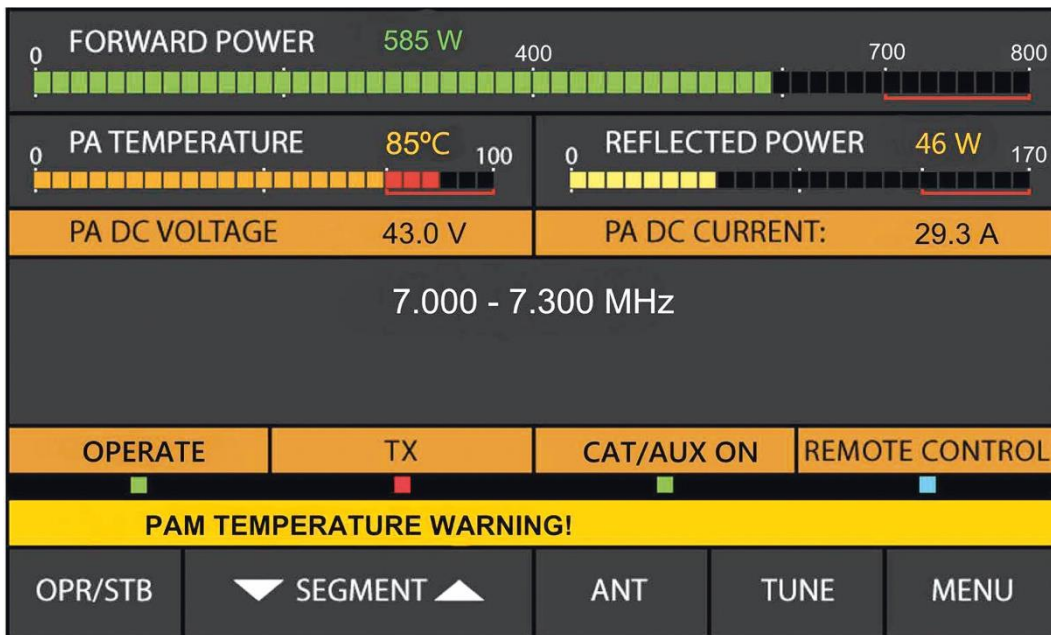 FORWARD POWER 585 W
0 400 700 800
PA TEMPERATURE 85ºC
0 100
REFLECTED POWER 46 W
0 170
PA DC VOLTAGE 43.0 V
PA DC CURRENT: 29.3 A
7.000 - 7.300 MHz
OPERATE TX CAT/AUX ON REMOTE CONTROL
PAM TEMPERATURE WARNING!
OPR/STB SEGMENT ANT TUNE MENU